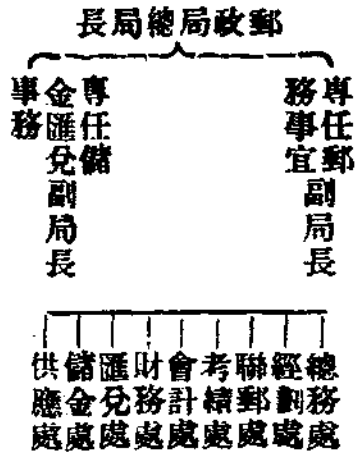 郵政局總局長
專任郵
務事宜
副局長
專任儲
金匯兌
事務
副局長
總務處
經劃處
聯郵處
考績處
會計處
財務處
匯兌處
儲金處
供應處